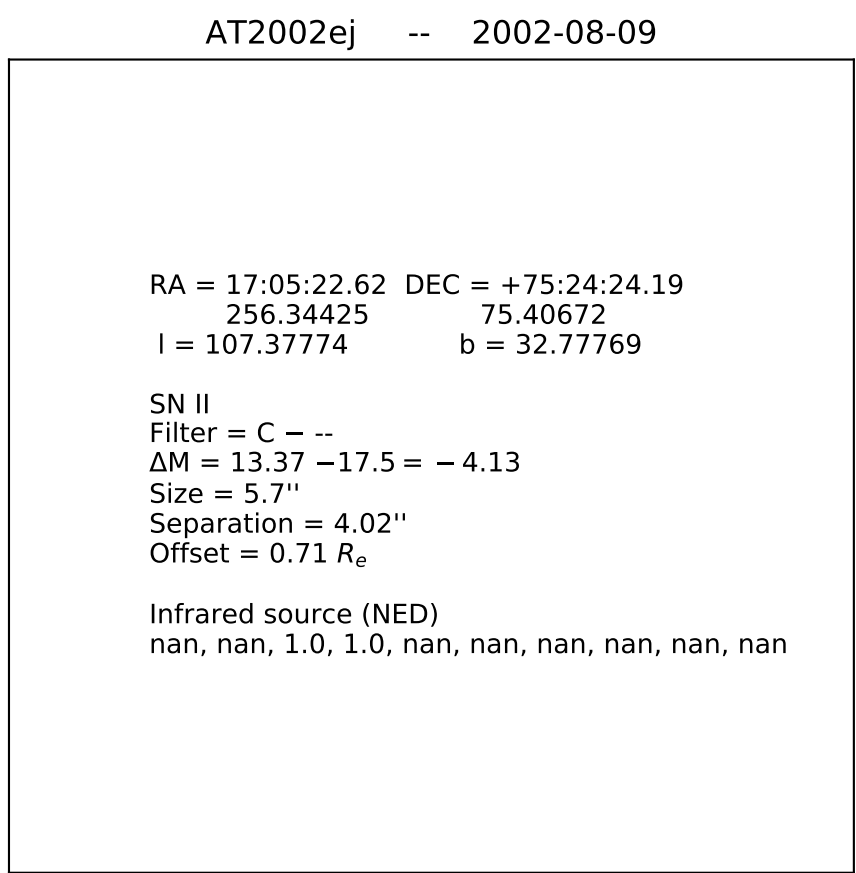 AT2002ej -- 2002-08-09
RA = 17:05:22.62 DEC = +75:24:24.19
256.34425 75.40672
l = 107.37774 b = 32.77769
SN II
Filter = C − --
ΔM = 13.37 −17.5 = − 4.13
Size = 5.7''
Separation = 4.02''
Offset = 0.71 Rₑ
Infrared source (NED)
nan, nan, 1.0, 1.0, nan, nan, nan, nan, nan, nan